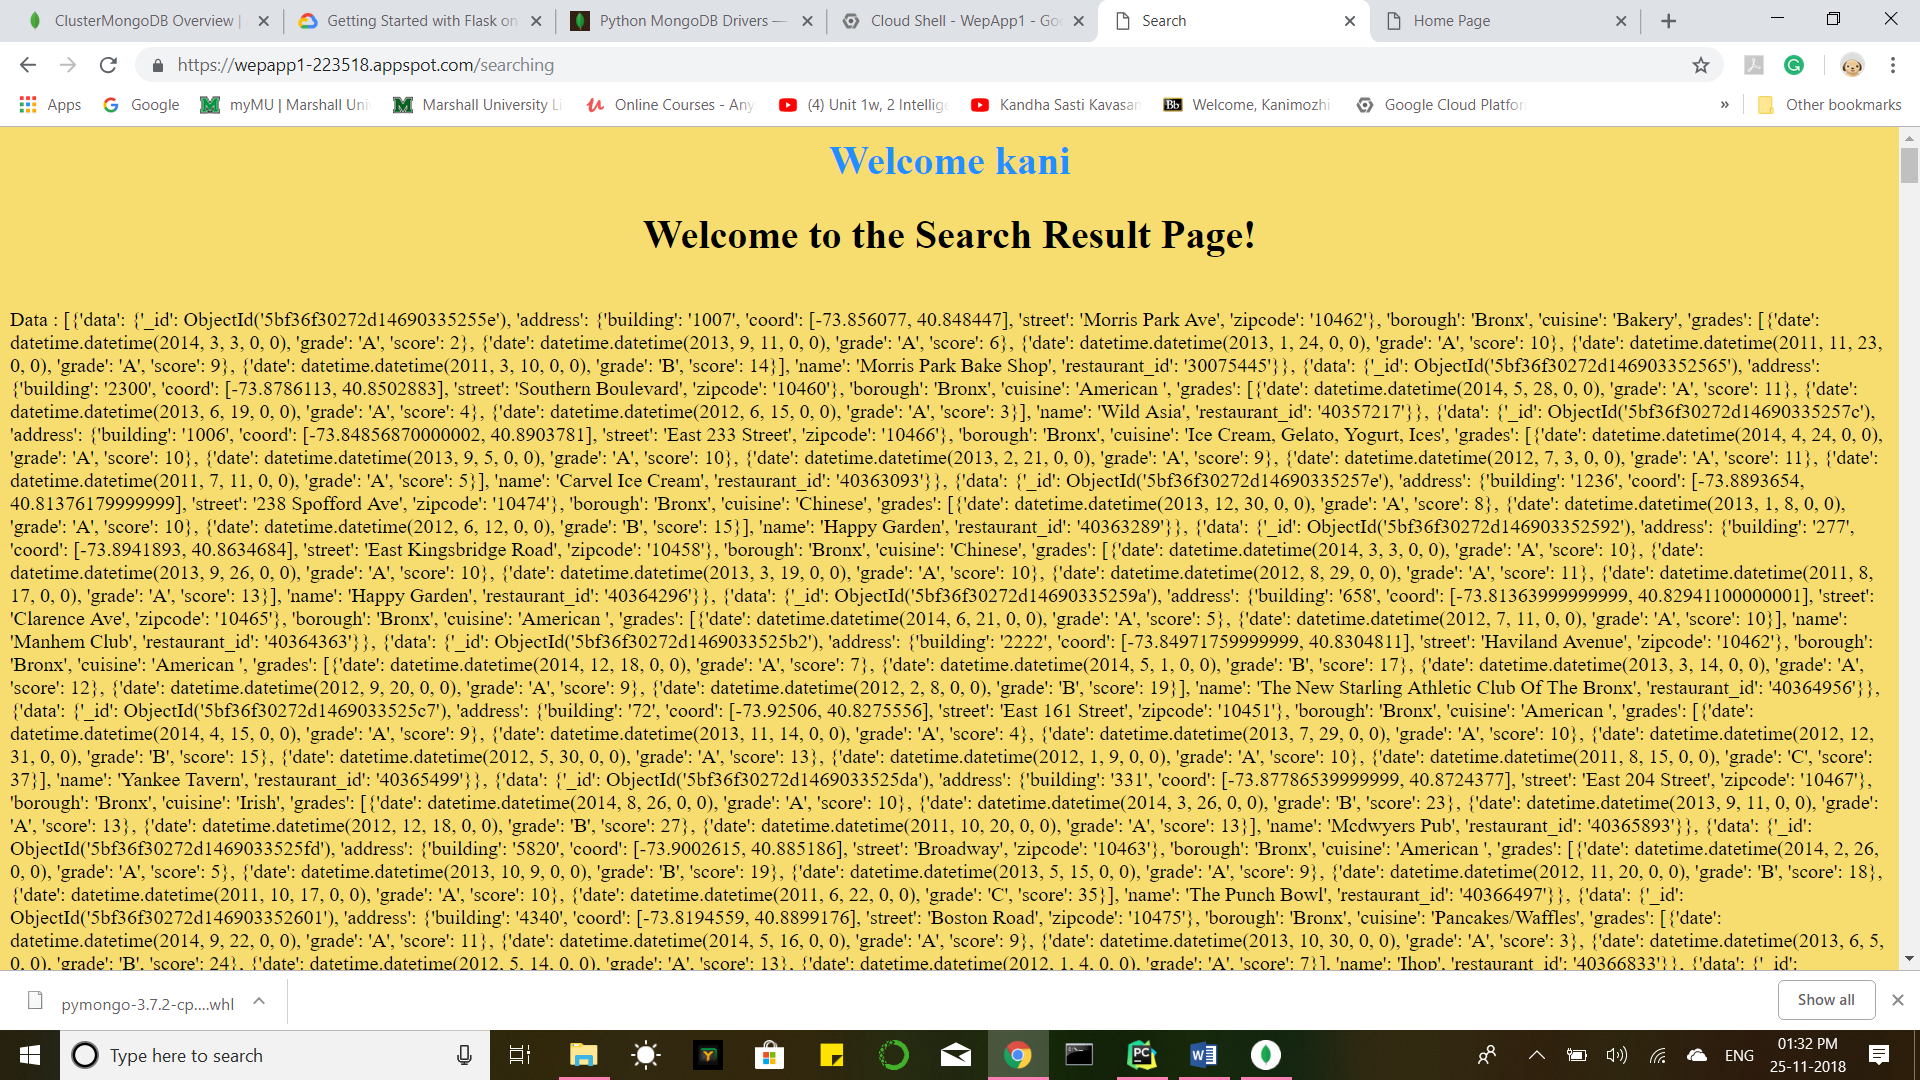 ClusterMongoDB Overview |
Getting Started with Flask on
Python MongoDB Drivers —
Cloud Shell - WepApp1 - Goo
Search
Home Page
https://wepapp1-223518.appspot.com/searching
Apps
Google
myMU | Marshall Uni
Marshall University Li
Online Courses - Any
(4) Unit 1w, 2 Intellige
Kandha Sasti Kavasam
Bb Welcome, Kanimozhi
Google Cloud Platfor
»
Other bookmarks
Welcome kani
Welcome to the Search Result Page!
Data : [{'data': {'_id': ObjectId('5bf36f30272d14690335255e'), 'address': {'building': '1007', 'coord': [-73.856077, 40.848447], 'street': 'Morris Park Ave', 'zipcode': '10462'}, 'borough': 'Bronx', 'cuisine': 'Bakery', 'grades': [{'date':
datetime.datetime(2014, 3, 3, 0, 0), 'grade': 'A', 'score': 2}, {'date': datetime.datetime(2013, 9, 11, 0, 0), 'grade': 'A', 'score': 6}, {'date': datetime.datetime(2013, 1, 24, 0, 0), 'grade': 'A', 'score': 10}, {'date': datetime.datetime(2011, 11, 23,
0, 0), 'grade': 'A', 'score': 9}, {'date': datetime.datetime(2011, 3, 10, 0, 0), 'grade': 'B', 'score': 14}], 'name': 'Morris Park Bake Shop', 'restaurant_id': '30075445'}}, {'data': {'_id': ObjectId('5bf36f30272d146903352565'), 'address':
{'building': '2300', 'coord': [-73.8786113, 40.8502883], 'street': 'Southern Boulevard', 'zipcode': '10460'}, 'borough': 'Bronx', 'cuisine': 'American ', 'grades': [{'date': datetime.datetime(2014, 5, 28, 0, 0), 'grade': 'A', 'score': 11}, {'date':
datetime.datetime(2013, 6, 19, 0, 0), 'grade': 'A', 'score': 4}, {'date': datetime.datetime(2012, 6, 15, 0, 0), 'grade': 'A', 'score': 3}], 'name': 'Wild Asia', 'restaurant_id': '40357217'}}, {'data': {'_id': ObjectId('5bf36f30272d14690335257c'),
'address': {'building': '1006', 'coord': [-73.84856870000002, 40.8903781], 'street': 'East 233 Street', 'zipcode': '10466'}, 'borough': 'Bronx', 'cuisine': 'Ice Cream, Gelato, Yogurt, Ices', 'grades': [{'date': datetime.datetime(2014, 4, 24, 0, 0),
'grade': 'A', 'score': 10}, {'date': datetime.datetime(2013, 9, 5, 0, 0), 'grade': 'A', 'score': 10}, {'date': datetime.datetime(2013, 2, 21, 0, 0), 'grade': 'A', 'score': 9}, {'date': datetime.datetime(2012, 7, 3, 0, 0), 'grade': 'A', 'score': 11}, {'date':
datetime.datetime(2011, 7, 11, 0, 0), 'grade': 'A', 'score': 5}], 'name': 'Carvel Ice Cream', 'restaurant_id': '40363093'}}, {'data': {'_id': ObjectId('5bf36f30272d14690335257e'), 'address': {'building': '1236', 'coord': [-73.8893654,
40.81376179999999], 'street': '238 Spofford Ave', 'zipcode': '10474'}, 'borough': 'Bronx', 'cuisine': 'Chinese', 'grades': [{'date': datetime.datetime(2013, 12, 30, 0, 0), 'grade': 'A', 'score': 8}, {'date': datetime.datetime(2013, 1, 8, 0, 0),
'grade': 'A', 'score': 10}, {'date': datetime.datetime(2012, 6, 12, 0, 0), 'grade': 'B', 'score': 15}], 'name': 'Happy Garden', 'restaurant_id': '40363289'}}, {'data': {'_id': ObjectId('5bf36f30272d146903352592'), 'address': {'building': '277',
'coord': [-73.8941893, 40.8634684], 'street': 'East Kingsbridge Road', 'zipcode': '10458'}, 'borough': 'Bronx', 'cuisine': 'Chinese', 'grades': [{'date': datetime.datetime(2014, 3, 3, 0, 0), 'grade': 'A', 'score': 10}, {'date':
datetime.datetime(2013, 9, 26, 0, 0), 'grade': 'A', 'score': 10}, {'date': datetime.datetime(2013, 3, 19, 0, 0), 'grade': 'A', 'score': 10}, {'date': datetime.datetime(2012, 8, 29, 0, 0), 'grade': 'A', 'score': 11}, {'date': datetime.datetime(2011, 8,
17, 0, 0), 'grade': 'A', 'score': 13}], 'name': 'Happy Garden', 'restaurant_id': '40364296'}}, {'data': {'_id': ObjectId('5bf36f30272d14690335259a'), 'address': {'building': '658', 'coord': [-73.81363999999999, 40.82941100000001], 'street':
'Clarence Ave', 'zipcode': '10465'}, 'borough': 'Bronx', 'cuisine': 'American ', 'grades': [{'date': datetime.datetime(2014, 6, 21, 0, 0), 'grade': 'A', 'score': 5}, {'date': datetime.datetime(2012, 7, 11, 0, 0), 'grade': 'A', 'score': 10}], 'name':
'Manhem Club', 'restaurant_id': '40364363'}}, {'data': {'_id': ObjectId('5bf36f30272d1469033525b2'), 'address': {'building': '2222', 'coord': [-73.84971759999999, 40.8304811], 'street': 'Haviland Avenue', 'zipcode': '10462'}, 'borough':
'Bronx', 'cuisine': 'American ', 'grades': [{'date': datetime.datetime(2014, 12, 18, 0, 0), 'grade': 'A', 'score': 7}, {'date': datetime.datetime(2014, 5, 1, 0, 0), 'grade': 'B', 'score': 17}, {'date': datetime.datetime(2013, 3, 14, 0, 0), 'grade': 'A',
'score': 12}, {'date': datetime.datetime(2012, 9, 20, 0, 0), 'grade': 'A', 'score': 9}, {'date': datetime.datetime(2012, 2, 8, 0, 0), 'grade': 'B', 'score': 19}], 'name': 'The New Starling Athletic Club Of The Bronx', 'restaurant_id': '40364956'}},
{'data': {'_id': ObjectId('5bf36f30272d1469033525c7'), 'address': {'building': '72', 'coord': [-73.92506, 40.8275556], 'street': 'East 161 Street', 'zipcode': '10451'}, 'borough': 'Bronx', 'cuisine': 'American ', 'grades': [{'date':
datetime.datetime(2014, 4, 15, 0, 0), 'grade': 'A', 'score': 9}, {'date': datetime.datetime(2013, 11, 14, 0, 0), 'grade': 'A', 'score': 4}, {'date': datetime.datetime(2013, 7, 29, 0, 0), 'grade': 'A', 'score': 10}, {'date': datetime.datetime(2012, 12,
31, 0, 0), 'grade': 'B', 'score': 15}, {'date': datetime.datetime(2012, 5, 30, 0, 0), 'grade': 'A', 'score': 13}, {'date': datetime.datetime(2012, 1, 9, 0, 0), 'grade': 'A', 'score': 10}, {'date': datetime.datetime(2011, 8, 15, 0, 0), 'grade': 'C', 'score':
37}], 'name': 'Yankee Tavern', 'restaurant_id': '40365499'}}, {'data': {'_id': ObjectId('5bf36f30272d1469033525da'), 'address': {'building': '331', 'coord': [-73.87786539999999, 40.8724377], 'street': 'East 204 Street', 'zipcode': '10467'},
'borough': 'Bronx', 'cuisine': 'Irish', 'grades': [{'date': datetime.datetime(2014, 8, 26, 0, 0), 'grade': 'A', 'score': 10}, {'date': datetime.datetime(2014, 3, 26, 0, 0), 'grade': 'B', 'score': 23}, {'date': datetime.datetime(2013, 9, 11, 0, 0), 'grade':
'A', 'score': 13}, {'date': datetime.datetime(2012, 12, 18, 0, 0), 'grade': 'B', 'score': 27}, {'date': datetime.datetime(2011, 10, 20, 0, 0), 'grade': 'A', 'score': 13}], 'name': 'Mcdwyers Pub', 'restaurant_id': '40365893'}}, {'data': {'_id':
ObjectId('5bf36f30272d1469033525fd'), 'address': {'building': '5820', 'coord': [-73.9002615, 40.885186], 'street': 'Broadway', 'zipcode': '10463'}, 'borough': 'Bronx', 'cuisine': 'American ', 'grades': [{'date': datetime.datetime(2014, 2, 26,
0, 0), 'grade': 'A', 'score': 5}, {'date': datetime.datetime(2013, 10, 9, 0, 0), 'grade': 'B', 'score': 19}, {'date': datetime.datetime(2013, 5, 15, 0, 0), 'grade': 'A', 'score': 9}, {'date': datetime.datetime(2012, 11, 20, 0, 0), 'grade': 'B', 'score': 18},
{'date': datetime.datetime(2011, 10, 17, 0, 0), 'grade': 'A', 'score': 10}, {'date': datetime.datetime(2011, 6, 22, 0, 0), 'grade': 'C', 'score': 35}], 'name': 'The Punch Bowl', 'restaurant_id': '40366497'}}, {'data': {'_id':
ObjectId('5bf36f30272d146903352601'), 'address': {'building': '4340', 'coord': [-73.8194559, 40.8899176], 'street': 'Boston Road', 'zipcode': '10475'}, 'borough': 'Bronx', 'cuisine': 'Pancakes/Waffles', 'grades': [{'date':
datetime.datetime(2014, 9, 22, 0, 0), 'grade': 'A', 'score': 11}, {'date': datetime.datetime(2014, 5, 16, 0, 0), 'grade': 'A', 'score': 9}, {'date': datetime.datetime(2013, 10, 30, 0, 0), 'grade': 'A', 'score': 3}, {'date': datetime.datetime(2013, 6, 5,
0, 0), 'grade': 'B', 'score': 24}, {'date': datetime.datetime(2012, 5, 14, 0, 0), 'grade': 'A', 'score': 13}, {'date': datetime.datetime(2012, 1, 4, 0, 0), 'grade': 'A', 'score': 7}], 'name': 'Ihop', 'restaurant_id': '40366833'}}, {'data': {'_id':
pymongo-3.7.2-cp....whl
Show all
Type here to search
ENG
01:32 PM
25-11-2018